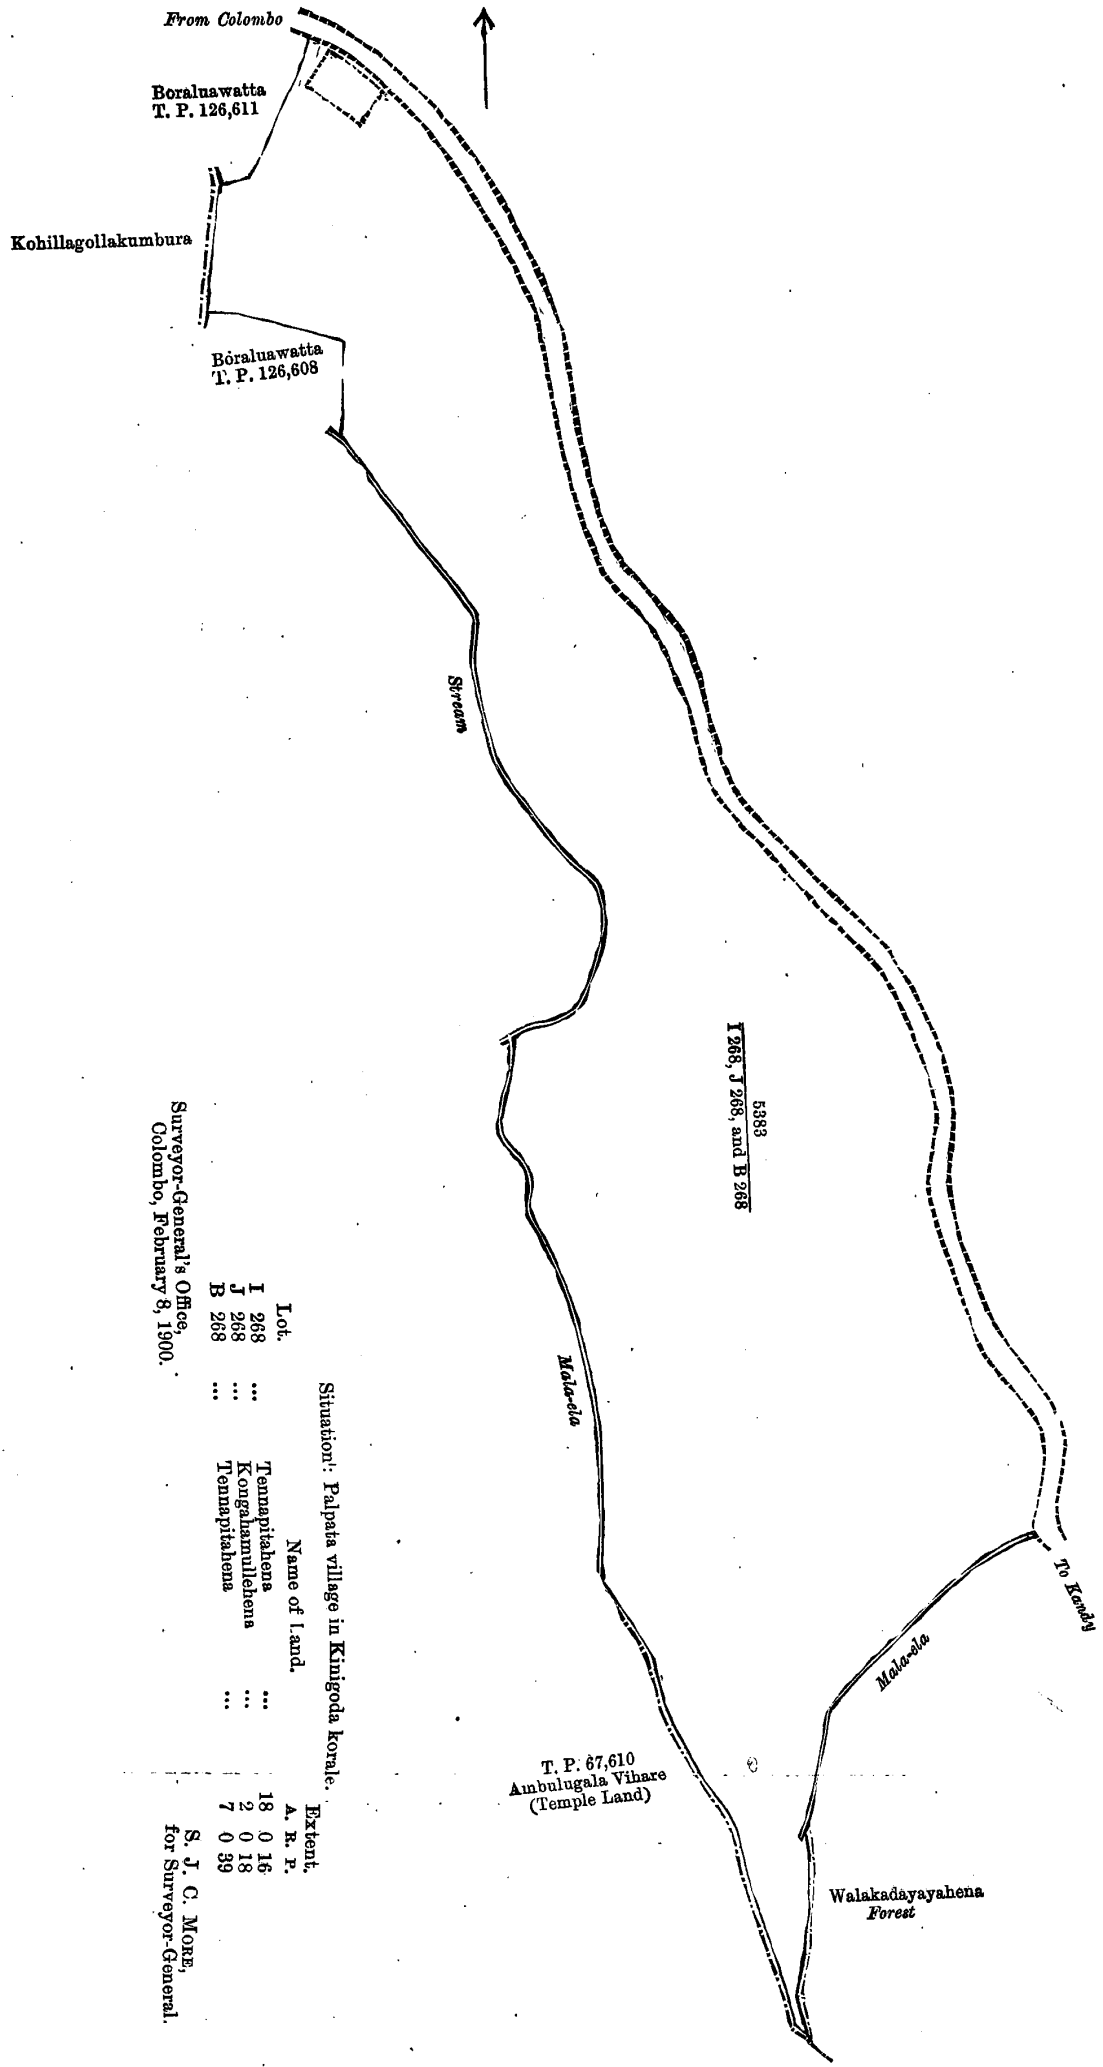 From Colombo
Boraluawatta
T. P. 126,611
Kohillagollakumbura
Boraluawatta
T. P. 126,608
Stream
5383
I 268, J 268, and B 268
Mala-ela
To Kandy
Mala-ela
T. P. 67,610
Ambulugala Vihare
(Temple Land)
Walakadayayahena
Forest
Situation: Palpata village in Kinigoda korale.
Lot. Name of Land. Extent.
A. R. P.
I 268 ... Tennapitahena ... 18 0 16
J 268 ... Kongahamullehena ... 2 0 18
B 268 ... Tennapitahena ... 7 0 39
Surveyor-General's Office,
Colombo, February 8, 1900.
S. J. C. MORE,
for Surveyor-General.